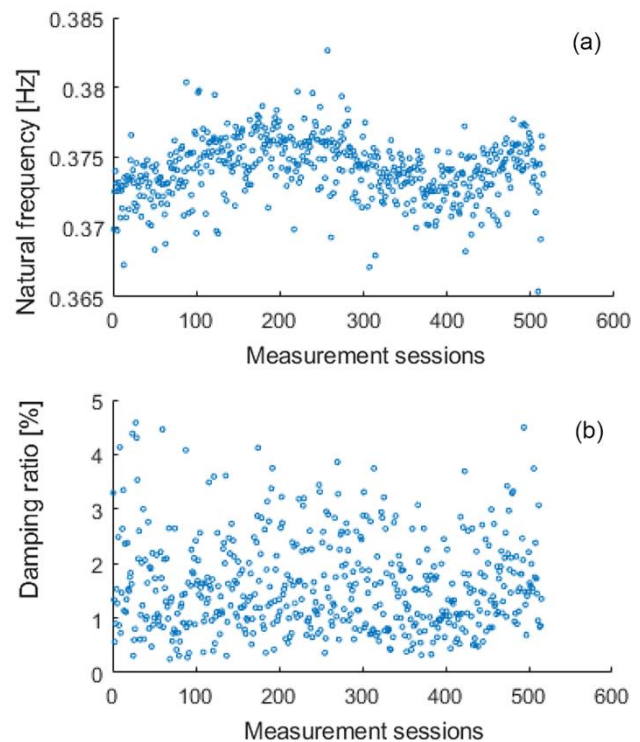 0.385
(a)
0.38
0.375
0.37
0.365
Natural frequency [Hz]
0 100 200 300 400 500 600
Measurement sessions
5
(b)
4
3
2
1
0
Damping ratio [%]
0 100 200 300 400 500 600
Measurement sessions